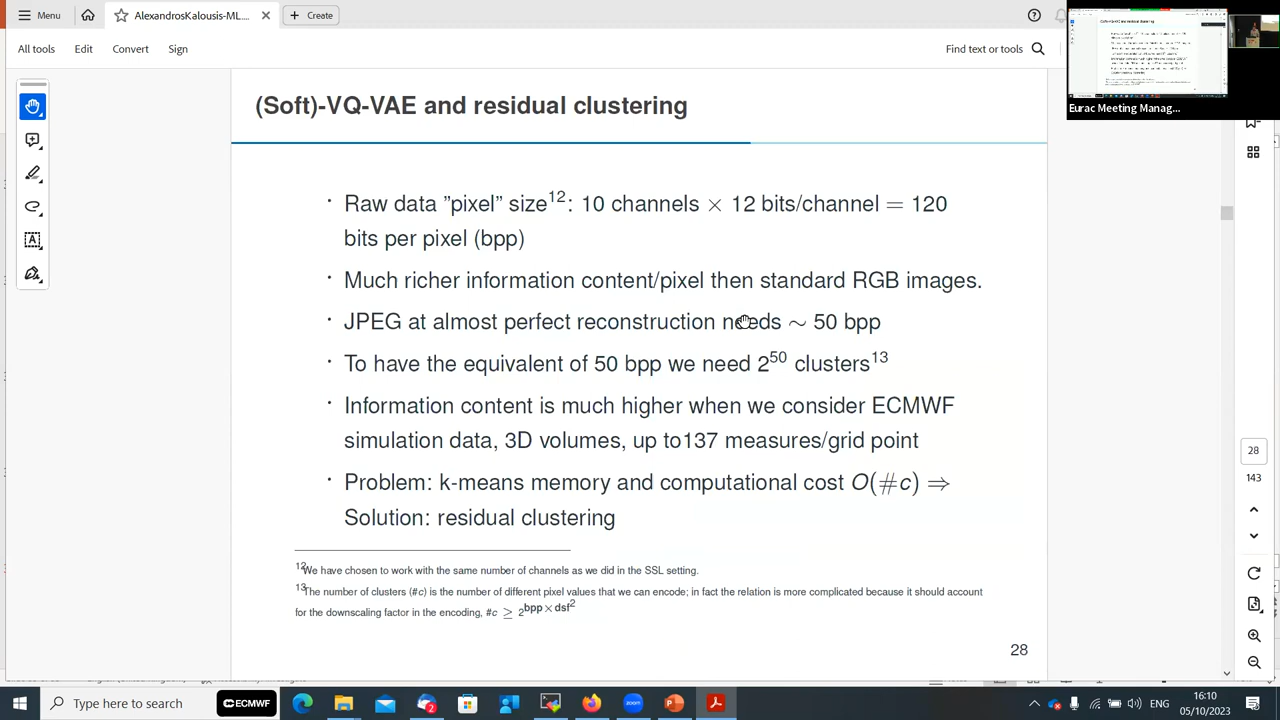 Menu
AlexandrosKalousis-ML....
Create
All tools
Edit
Convert
Sign
Find text or tools
Eurac Meeting Manag...
(Soft)-VQ-
residual clustering
Raw data ”pixel” size12: 10 channels × 12 bits/channel = 120
bits per pixel (bpp)
Much richer information content/pixel then standard RGB images.
JPEG at almost perfect reconstruction needs ∼ 50 bpp
To have the equivalent of 50 bpp we need 2^50 clusters13
Information content is much higher when we consider ECMWF
simulation data, 3D volumes, up to137 measures/grid point
Problem: k-means memory and computational cost O(#c) ⇒
Solution: residual clustering
12We have chosen to work with the same number of channels as we did in the SSL setting.
13The number of clusters (#c) is the number of different pixel values that we can encode; in fact the relation is more complicated because it should account
for the downscaling factor in the encoding, #c ≥ 2^bpp×dsf^2
28
28
143
Type here to search
ECMWF
zoom
2
ENG
16:10
05/10/2023